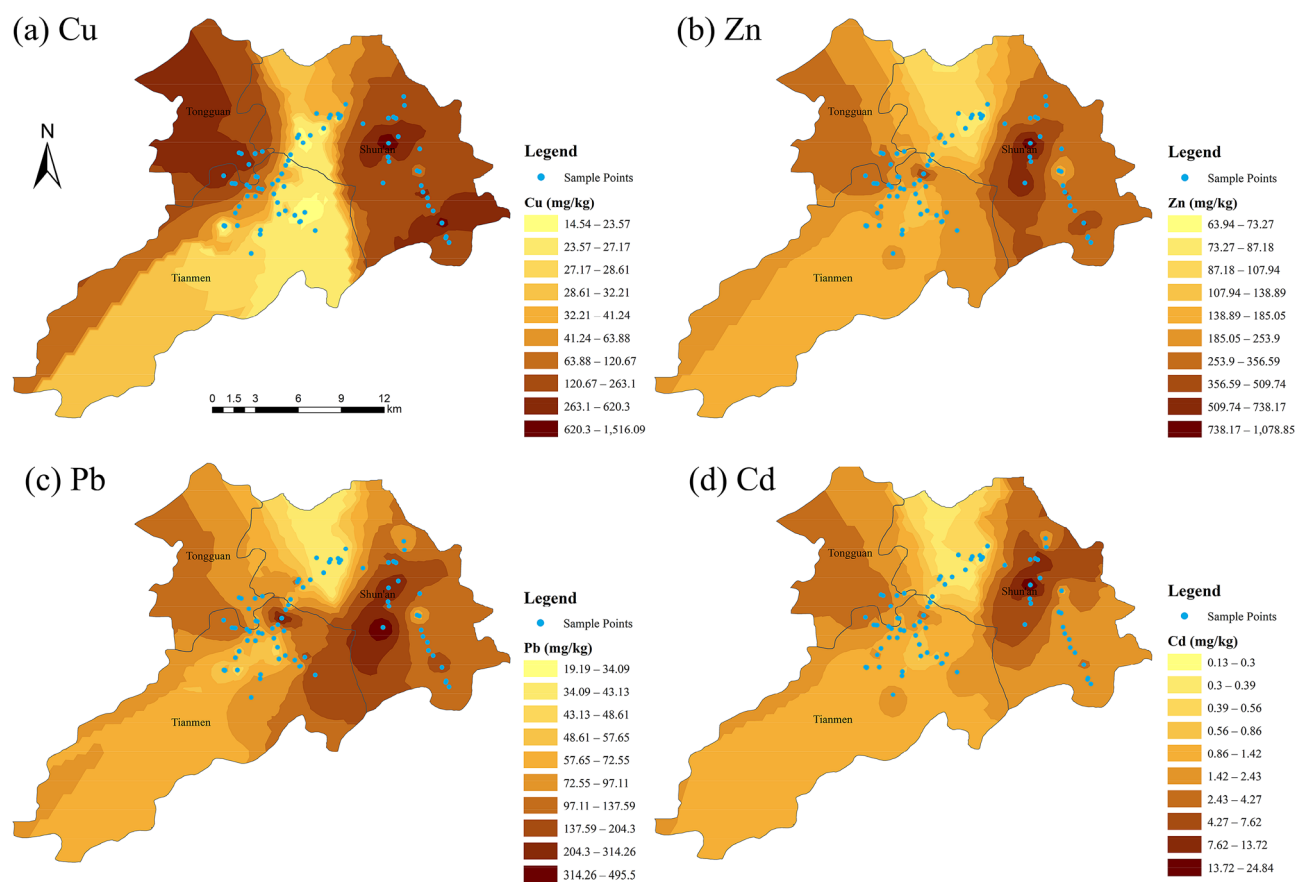 (a) Cu
Tongguan
Shun'an
Tianmen
N
0 1.5 3 6 9 12
km
Legend
Sample Points
Cu (mg/kg)
14.54 – 23.57
23.57 – 27.17
27.17 – 28.61
28.61 – 32.21
32.21 – 41.24
41.24 – 63.88
63.88 – 120.67
120.67 – 263.1
263.1 – 620.3
620.3 – 1,516.09
(b) Zn
Tongguan
Shun'an
Tianmen
Legend
Sample Points
Zn (mg/kg)
63.94 – 73.27
73.27 – 87.18
87.18 – 107.94
107.94 – 138.89
138.89 – 185.05
185.05 – 253.9
253.9 – 356.59
356.59 – 509.74
509.74 – 738.17
738.17 – 1,078.85
(c) Pb
Tongguan
Shun'an
Tianmen
Legend
Sample Points
Pb (mg/kg)
19.19 – 34.09
34.09 – 43.13
43.13 – 48.61
48.61 – 57.65
57.65 – 72.55
72.55 – 97.11
97.11 – 137.59
137.59 – 204.3
204.3 – 314.26
314.26 – 495.5
(d) Cd
Tongguan
Shun'an
Tianmen
Legend
Sample Points
Cd (mg/kg)
0.13 – 0.3
0.3 – 0.39
0.39 – 0.56
0.56 – 0.86
0.86 – 1.42
1.42 – 2.43
2.43 – 4.27
4.27 – 7.62
7.62 – 13.72
13.72 – 24.84